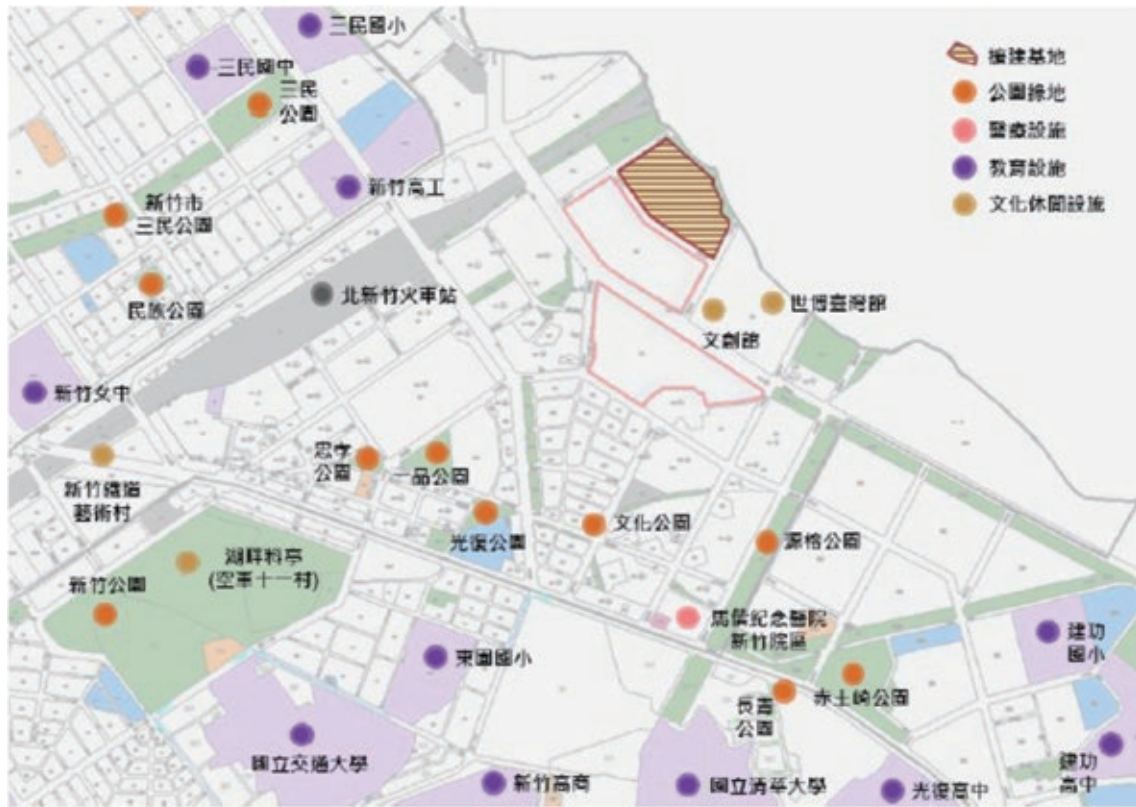 三民國小
三民國中
三民
公園
新竹高工
新竹市
三民公園
民族公園
北新竹火車站
新竹女中
新竹鐵道
藝術村
忠孝
公園
一品公園
光復公園
文化公園
湖畔料亭
(空軍十一村)
新竹公園
東園國小
國立交通大學
新竹高商
國立清華大學
光復高中
建功
高中
建功
國小
赤土崎公園
長壽
公園
馬偕紀念醫院
新竹院區
源榕公園
文創館
世博臺灣館
擴建基地
公園綠地
醫療設施
教育設施
文化休閒設施